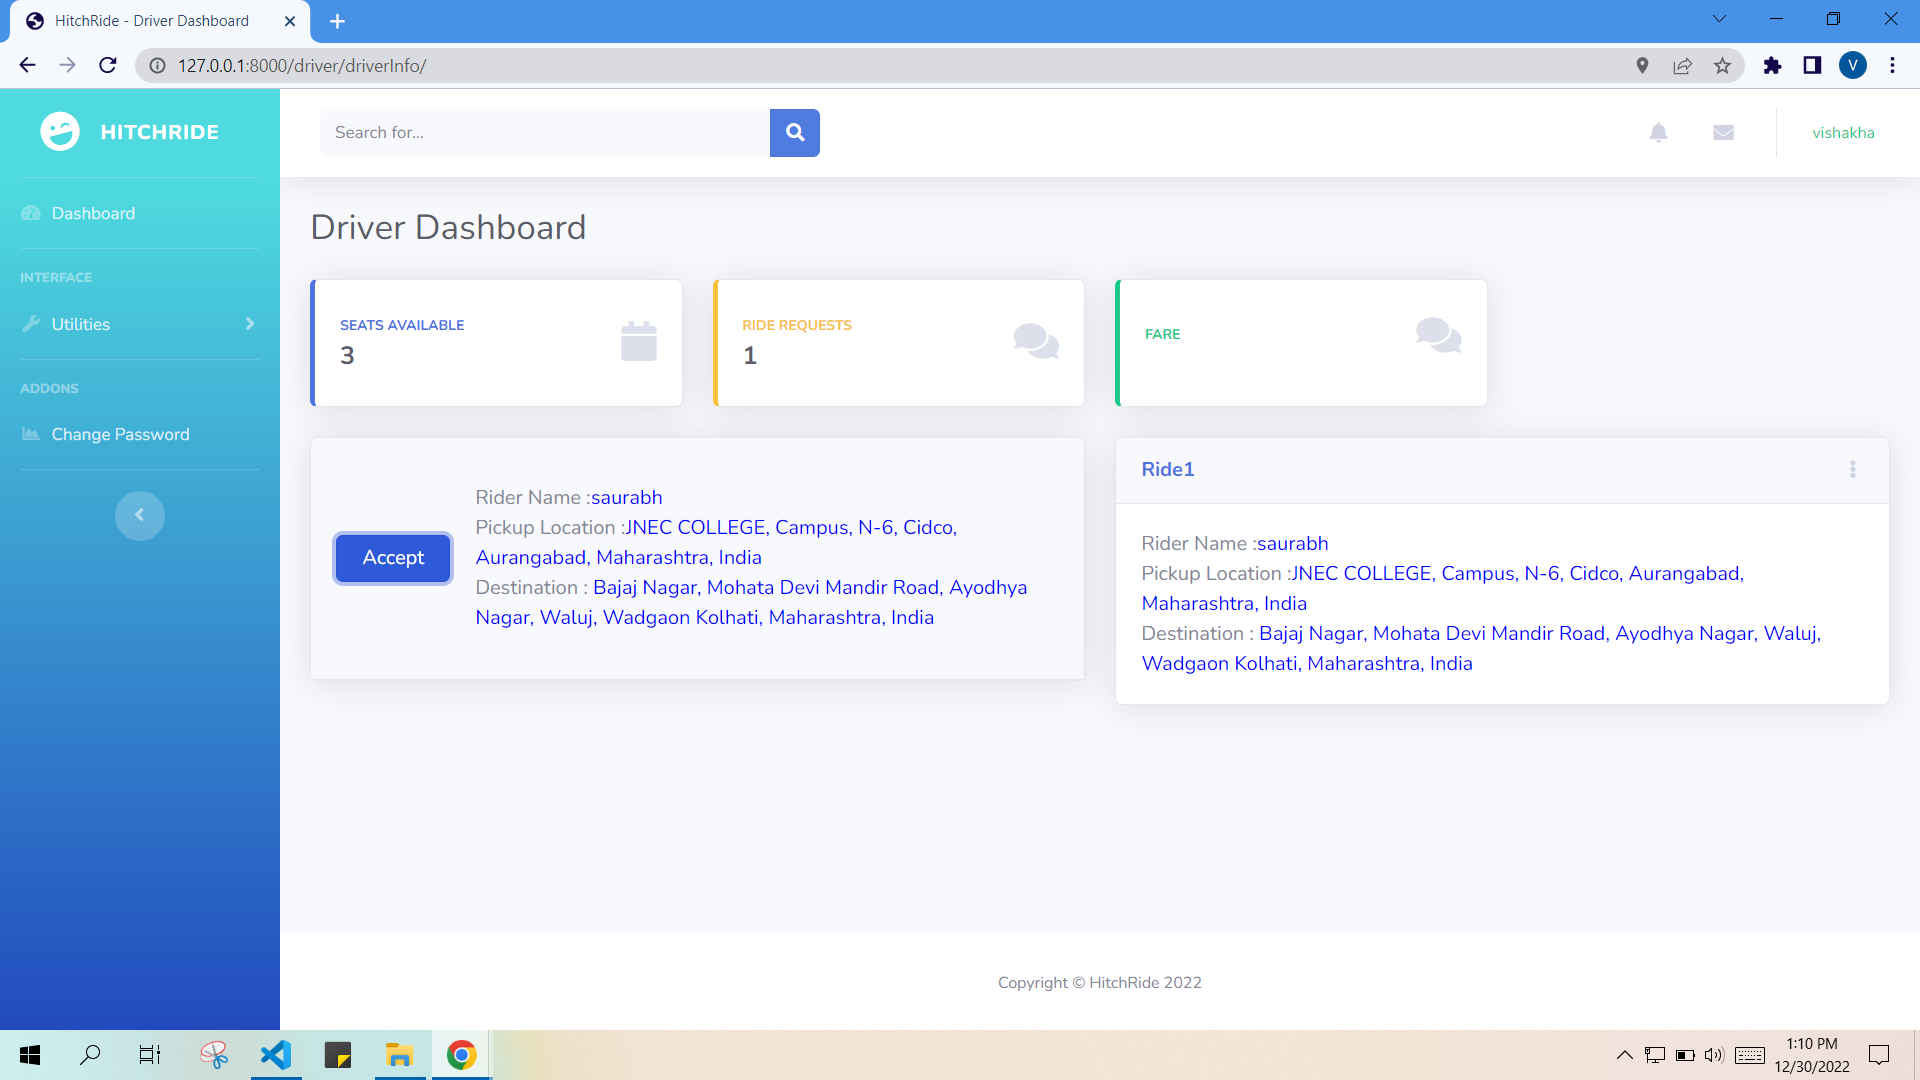 HitchRide - Driver Dashboard
127.0.0.1:8000/driver/driverInfo/
V
HITCHRIDE
Search for...
vishakha
Dashboard
INTERFACE
Utilities
ADDONS
Change Password
Driver Dashboard
SEATS AVAILABLE
3
RIDE REQUESTS
1
FARE
Accept
Rider Name :saurabh
Pickup Location :JNEC COLLEGE, Campus, N-6, Cidco,
Aurangabad, Maharashtra, India
Destination : Bajaj Nagar, Mohata Devi Mandir Road, Ayodhya
Nagar, Waluj, Wadgaon Kolhati, Maharashtra, India
Ride1
Rider Name :saurabh
Pickup Location :JNEC COLLEGE, Campus, N-6, Cidco, Aurangabad,
Maharashtra, India
Destination : Bajaj Nagar, Mohata Devi Mandir Road, Ayodhya Nagar, Waluj,
Wadgaon Kolhati, Maharashtra, India
Copyright © HitchRide 2022
1:10 PM
12/30/2022